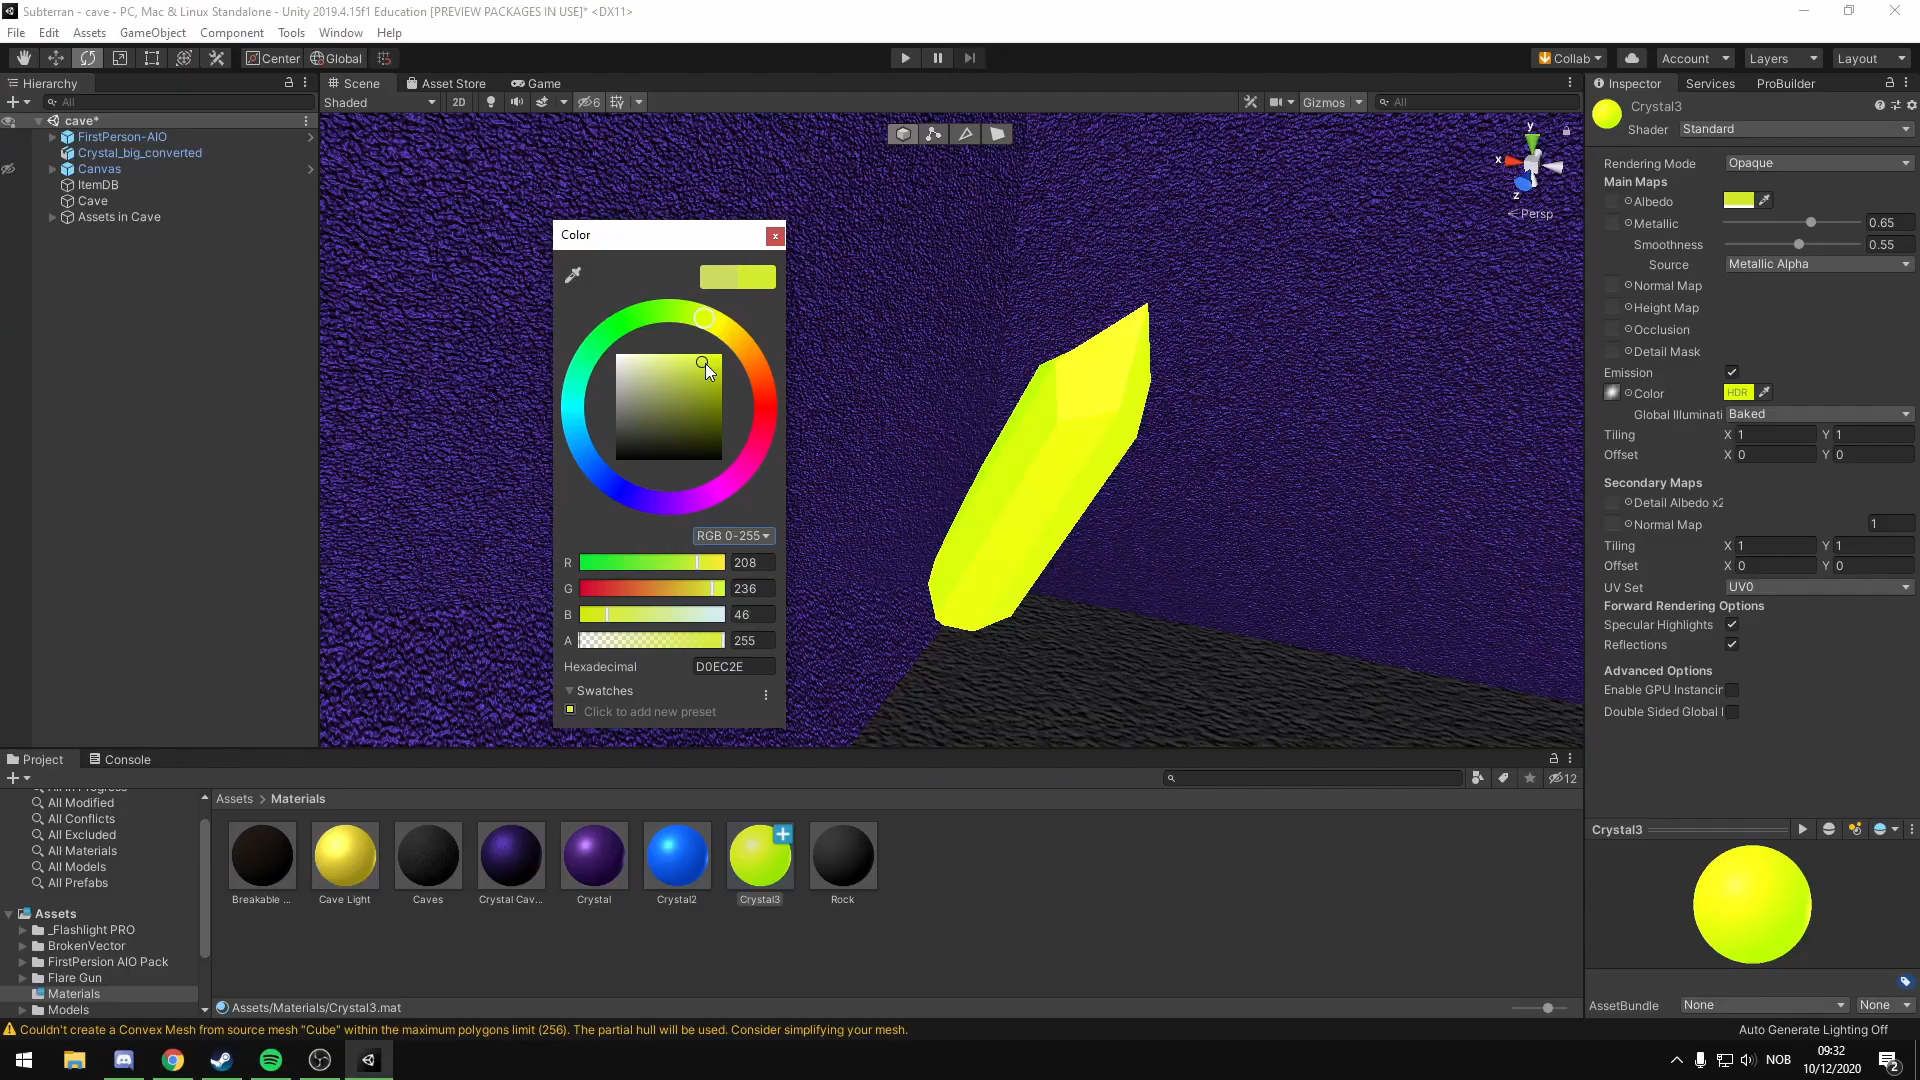 Subterran - cave - PC, Mac & Linux Standalone - Unity 2019.4.15f1 Education [PREVIEW PACKAGES IN USE]* <DX11>
File Edit Assets GameObject Component Tools Window Help
Center Global
Collab Account Layers Layout
Hierarchy
All
cave*
FirstPerson-AIO
Crystal_big_converted
Canvas
ItemDB
Cave
Assets in Cave
Scene Asset Store Game
Shaded 2D 6 Gizmos All
y
x
z
Persp
Color
RGB 0-255
R 208
G 236
B 46
A 255
Hexadecimal D0EC2E
Swatches
Click to add new preset
Inspector Services ProBuilder
Crystal3
Shader Standard
Rendering Mode Opaque
Main Maps
Albedo
Metallic 0.65
Smoothness 0.55
Source Metallic Alpha
Normal Map
Height Map
Occlusion
Detail Mask
Emission
Color HDR
Global Illuminati Baked
Tiling X 1 Y 1
Offset X 0 Y 0
Secondary Maps
Detail Albedo x2
Normal Map 1
Tiling X 1 Y 1
Offset X 0 Y 0
UV Set UV0
Forward Rendering Options
Specular Highlights
Reflections
Advanced Options
Enable GPU Instancin
Double Sided Global I
Crystal3
AssetBundle None None
Project Console
12
All Modified
All Conflicts
All Excluded
All Materials
All Models
All Prefabs
Assets
_Flashlight PRO
BrokenVector
FirstPersion AIO Pack
Flare Gun
Materials
Models
Assets > Materials
Breakable ... Cave Light Caves Crystal Cav... Crystal Crystal2 Crystal3 Rock
Assets/Materials/Crystal3.mat
Couldn't create a Convex Mesh from source mesh "Cube" within the maximum polygons limit (256). The partial hull will be used. Consider simplifying your mesh.
Auto Generate Lighting Off
NOB
09:32
10/12/2020
2